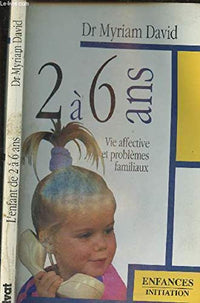 Dr Myriam David
2 à 6 ans
Vie affective
et problèmes
familiaux
ENFANCES
INITIATION
Dr Myriam David
L'enfant de 2 à 6 ans